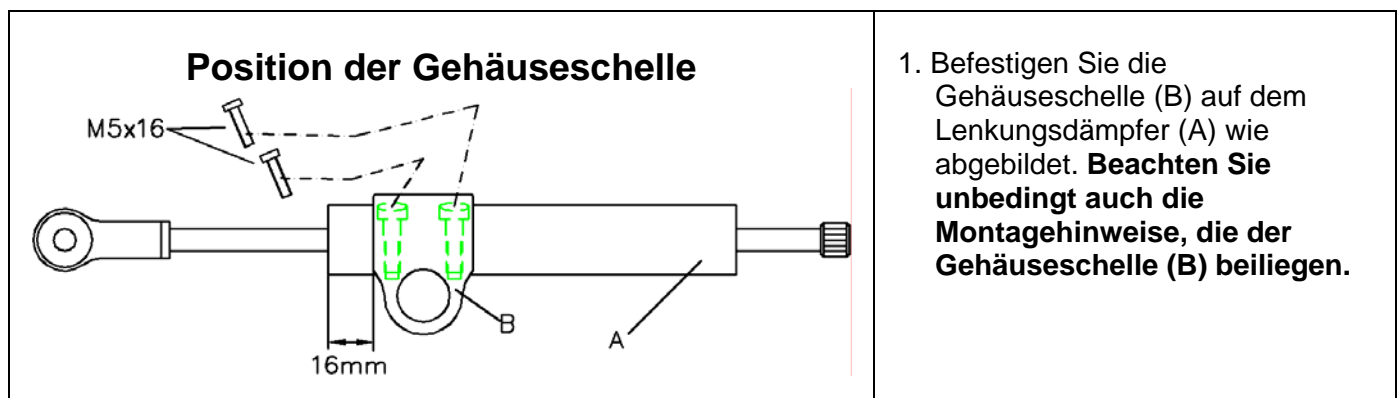 Position der Gehäuseschelle
M5x16
B
A
16mm
1. Befestigen Sie die
Gehäuseschelle (B) auf dem
Lenkungsdämpfer (A) wie
abgebildet. Beachten Sie
unbedingt auch die
Montagehinweise, die der
Gehäuseschelle (B) beiliegen.